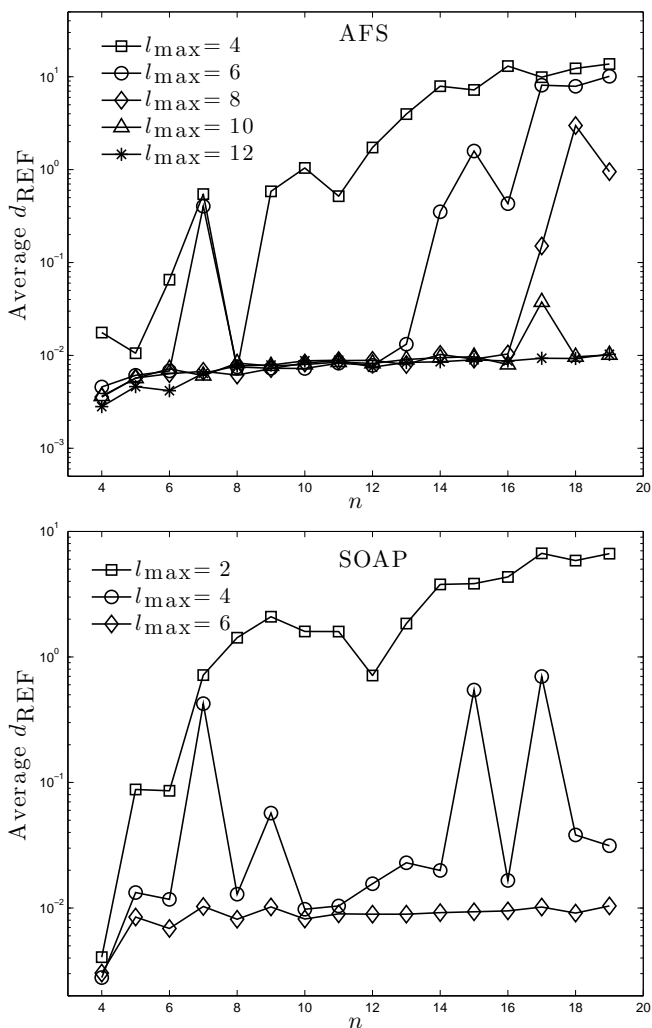 AFS
l_max = 4
l_max = 6
l_max = 8
l_max = 10
l_max = 12
10^1
10^0
10^−1
10^−2
10^−3
Average d_REF
4 6 8 10 12 14 16 18 20
n
SOAP
l_max = 2
l_max = 4
l_max = 6
10^1
10^0
10^−1
10^−2
Average d_REF
4 6 8 10 12 14 16 18 20
n